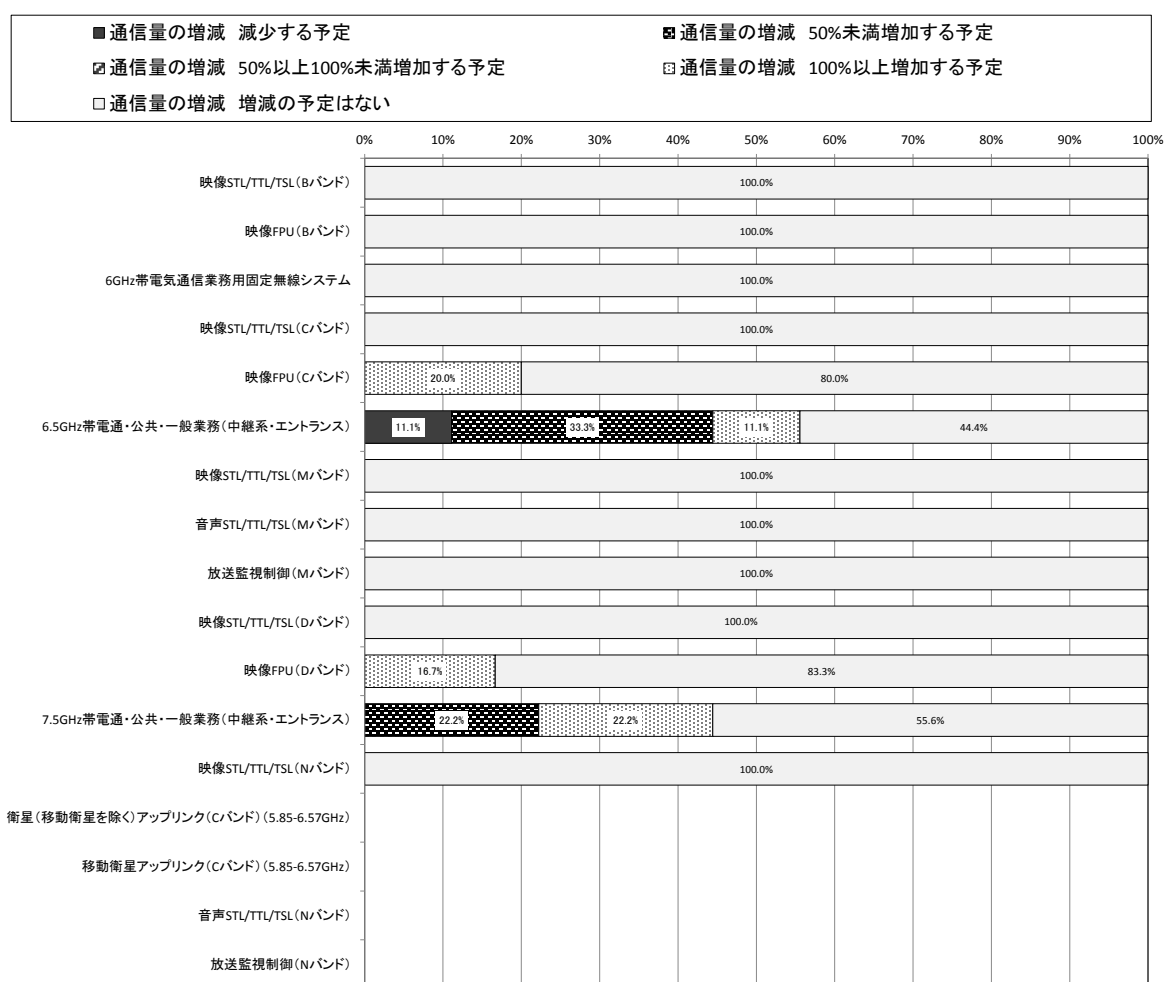 ■通信量の増減 減少する予定
通信量の増減 50%未満増加する予定
通信量の増減 50%以上100%未満増加する予定
通信量の増減 100%以上増加する予定
□通信量の増減 増減の予定はない
0% 10% 20% 30% 40% 50% 60% 70% 80% 90% 100%
映像STL/TTL/TSL(Bバンド) 100.0%
映像FPU(Bバンド) 100.0%
6GHz帯電気通信業務用固定無線システム 100.0%
映像STL/TTL/TSL(Cバンド) 100.0%
映像FPU(Cバンド) 20.0% 80.0%
6.5GHz帯電通・公共・一般業務(中継系・エントランス) 11.1% 33.3% 11.1% 44.4%
映像STL/TTL/TSL(Mバンド) 100.0%
音声STL/TTL/TSL(Mバンド) 100.0%
放送監視制御(Mバンド) 100.0%
映像STL/TTL/TSL(Dバンド) 100.0%
映像FPU(Dバンド) 16.7% 83.3%
7.5GHz帯電通・公共・一般業務(中継系・エントランス) 22.2% 22.2% 55.6%
映像STL/TTL/TSL(Nバンド) 100.0%
衛星(移動衛星を除く)アップリンク(Cバンド)(5.85-6.57GHz)
移動衛星アップリンク(Cバンド)(5.85-6.57GHz)
音声STL/TTL/TSL(Nバンド)
放送監視制御(Nバンド)